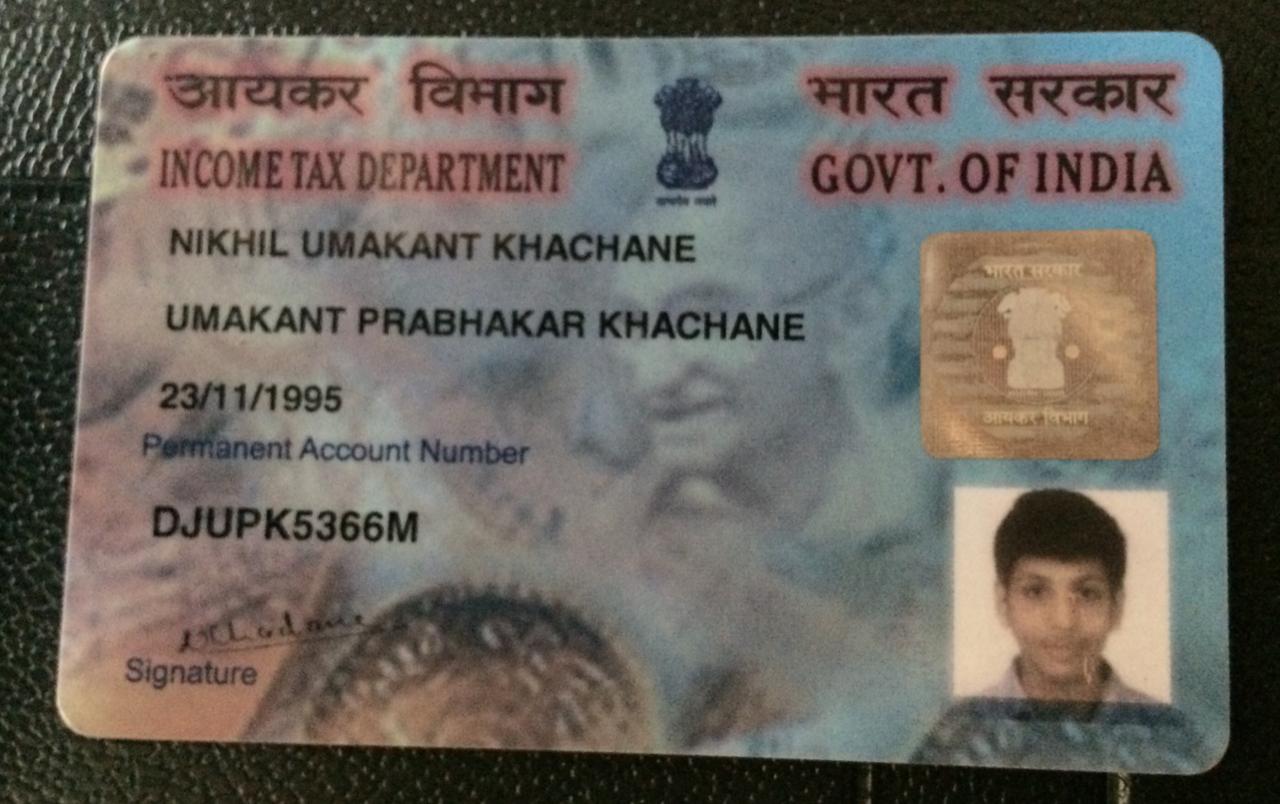 आयकर विभाग
INCOME TAX DEPARTMENT
भारत सरकार
GOVT. OF INDIA
सत्यमेव जयते
NIKHIL UMAKANT KHACHANE
UMAKANT PRABHAKAR KHACHANE
23/11/1995
Permanent Account Number
DJUPK5366M
Signature
भारत सरकार
आयकर विभाग